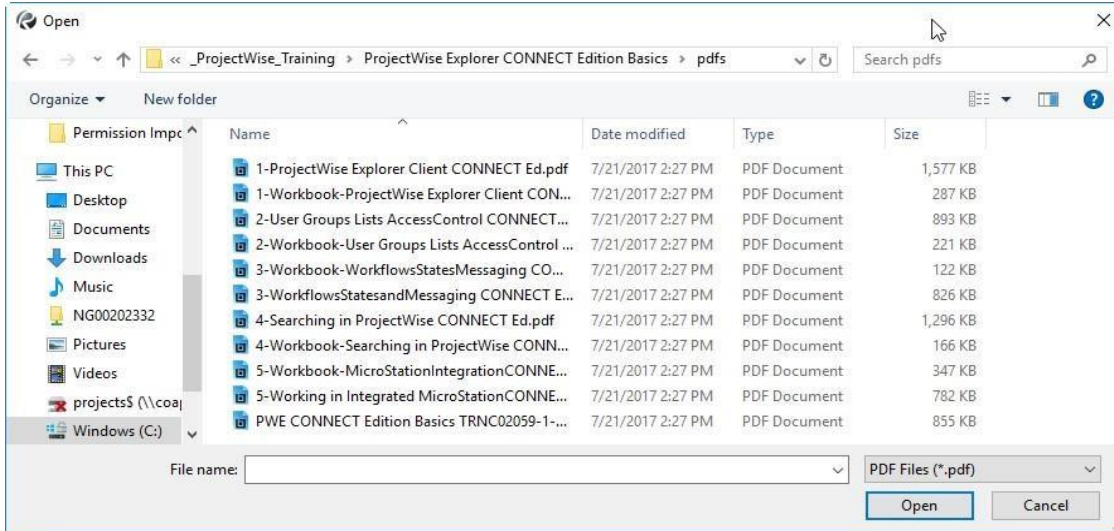 Open
« _ProjectWise_Training > ProjectWise Explorer CONNECT Edition Basics > pdfs
Search pdfs
Organize
New folder
Permission Impc
This PC
Desktop
Documents
Downloads
Music
NG00202332
Pictures
Videos
projects$ (\\coa
Windows (C:)
Name Date modified Type Size
1-ProjectWise Explorer Client CONNECT Ed.pdf 7/21/2017 2:27 PM PDF Document 1,577 KB
1-Workbook-ProjectWise Explorer Client CON... 7/21/2017 2:27 PM PDF Document 287 KB
2-User Groups Lists AccessControl CONNECT... 7/21/2017 2:27 PM PDF Document 893 KB
2-Workbook-User Groups Lists AccessControl ... 7/21/2017 2:27 PM PDF Document 221 KB
3-Workbook-WorkflowsStatesMessaging CO... 7/21/2017 2:27 PM PDF Document 122 KB
3-WorkflowsStatesandMessaging CONNECT E... 7/21/2017 2:27 PM PDF Document 826 KB
4-Searching in ProjectWise CONNECT Ed.pdf 7/21/2017 2:27 PM PDF Document 1,296 KB
4-Workbook-Searching in ProjectWise CONN... 7/21/2017 2:27 PM PDF Document 166 KB
5-Workbook-MicroStationIntegrationCONNE... 7/21/2017 2:27 PM PDF Document 347 KB
5-Working in Integrated MicroStationCONNE... 7/21/2017 2:27 PM PDF Document 782 KB
PWE CONNECT Edition Basics TRNC02059-1-... 7/21/2017 2:27 PM PDF Document 855 KB
File name:
PDF Files (*.pdf)
Open
Cancel